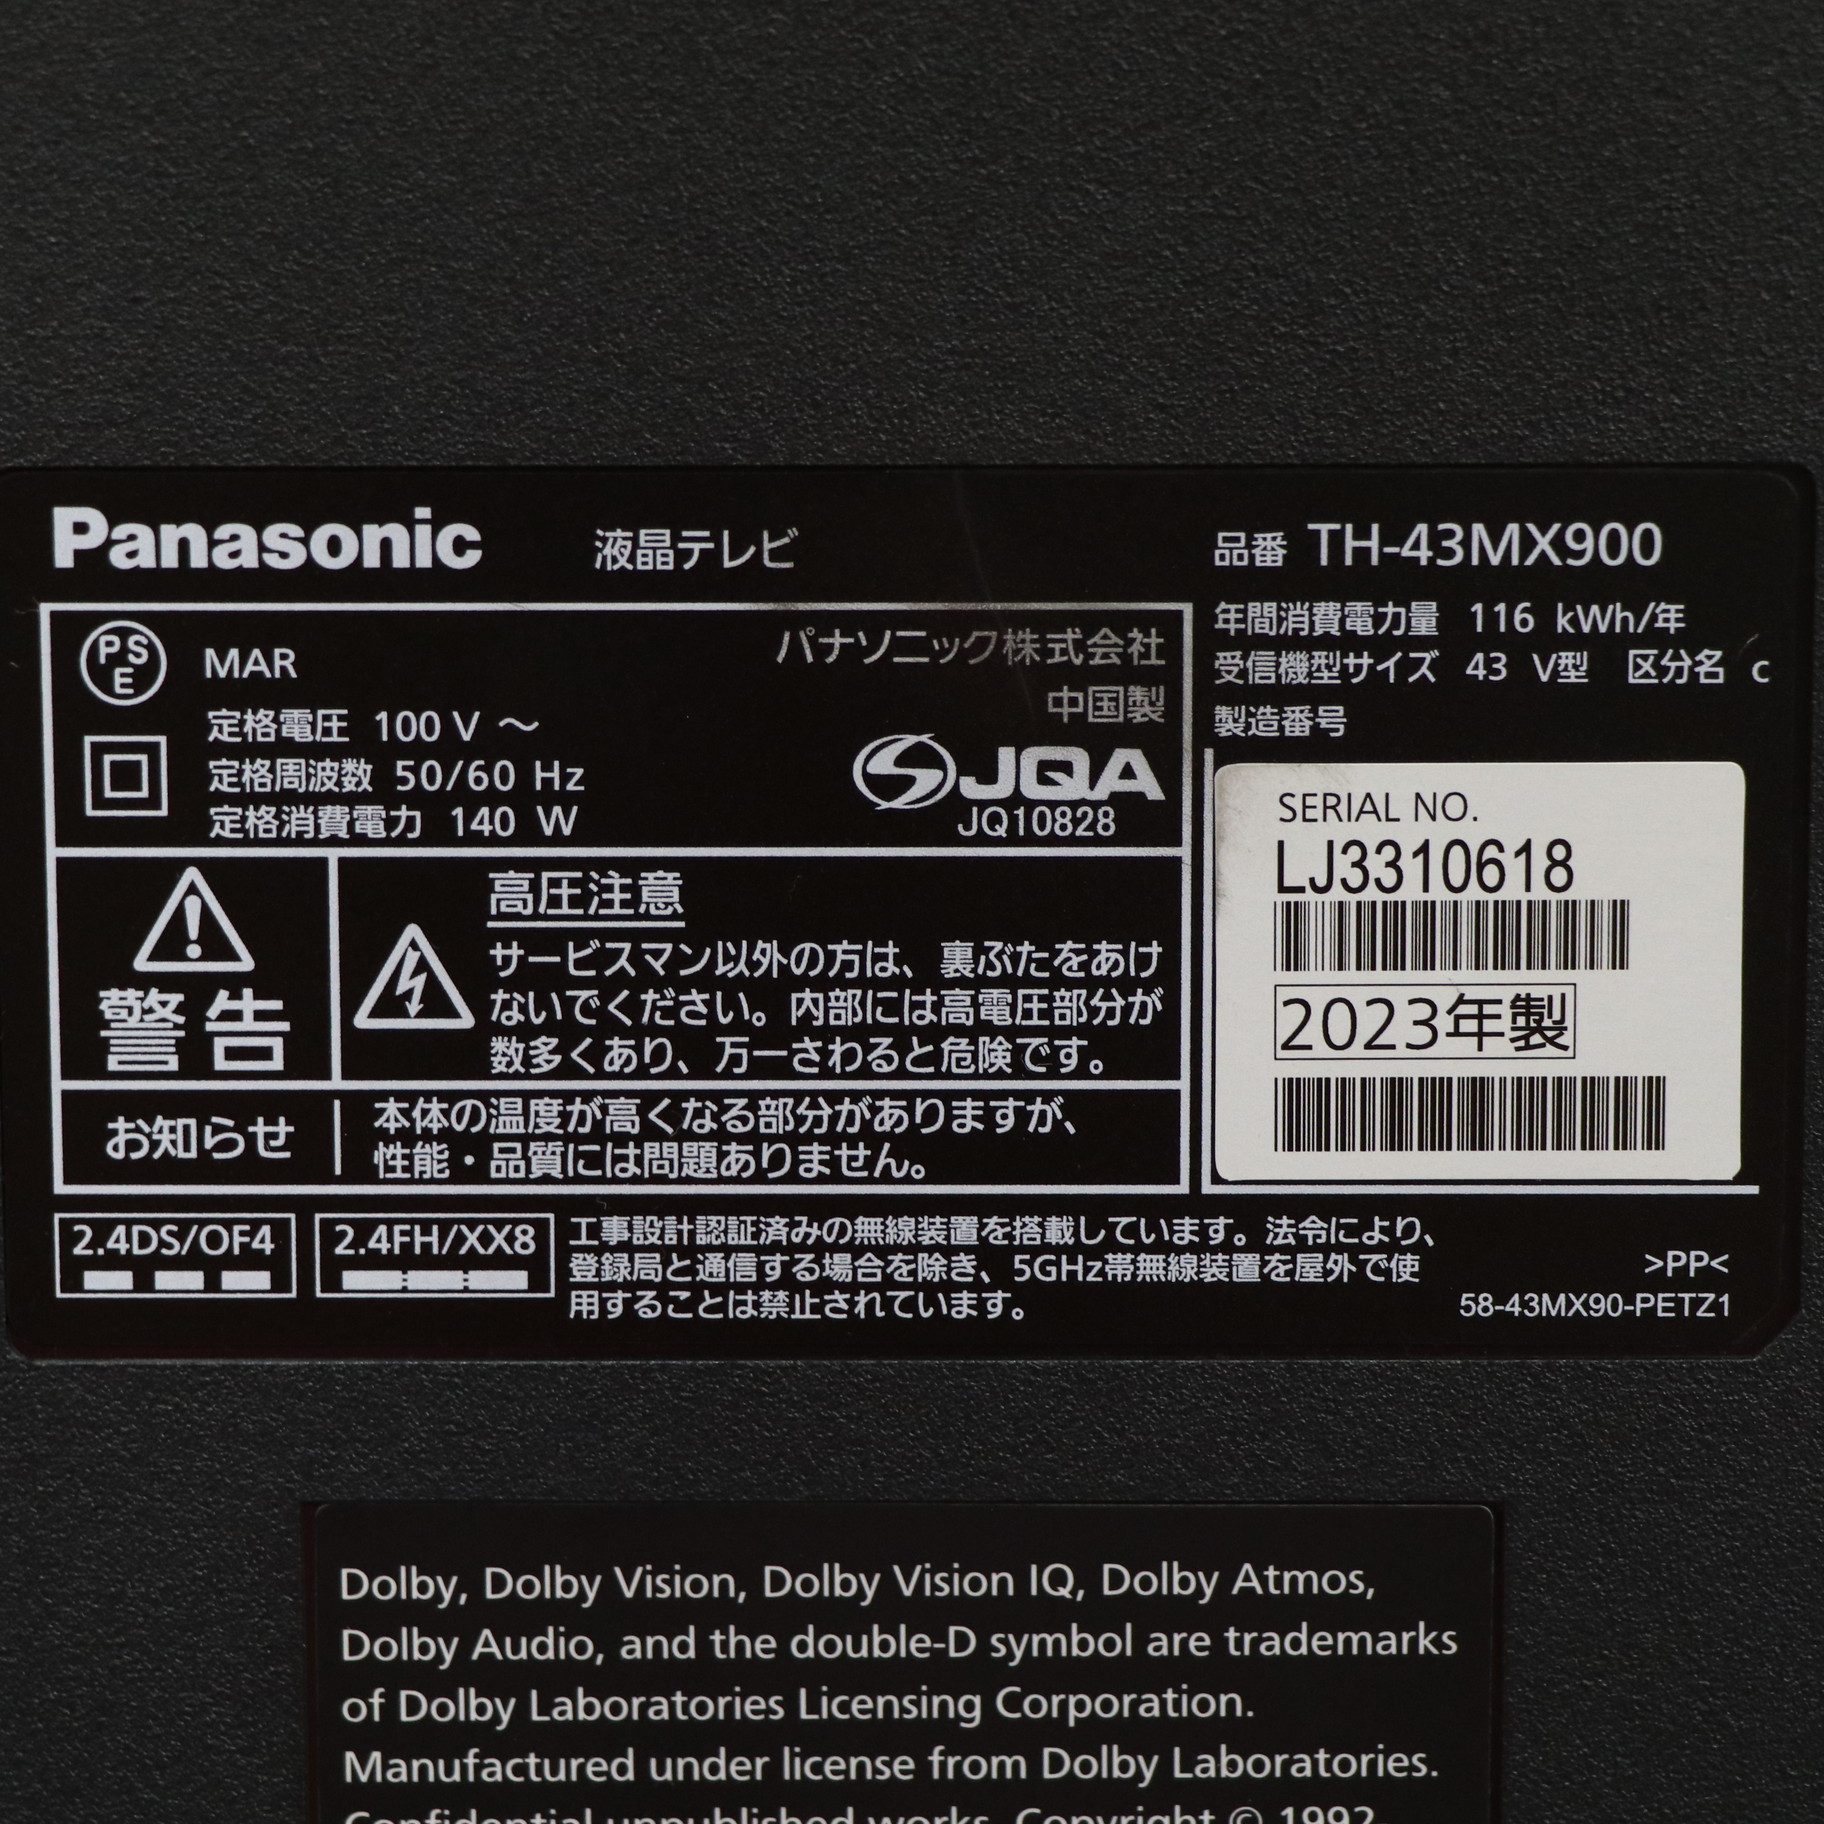 Panasonic 液晶テレビ
PSE MAR
定格電圧 100 V ～
定格周波数 50/60 Hz
定格消費電力 140 W
パナソニック株式会社
中国製
JQA
JQ10828
警告
高圧注意
サービスマン以外の方は、裏ぶたをあけ
ないでください。内部には高電圧部分が
数多くあり、万一さわると危険です。
お知らせ
本体の温度が高くなる部分がありますが、
性能・品質には問題ありません。
品番 TH-43MX900
年間消費電力量 116 kWh/年
受信機型サイズ 43 V型 区分名 c
製造番号
SERIAL NO.
LJ3310618
2023年製
2.4DS/OF4
2.4FH/XX8
工事設計認証済みの無線装置を搭載しています。法令により、
登録局と通信する場合を除き、5GHz帯無線装置を屋外で使
用することは禁止されています。
>PP<
58-43MX90-PETZ1
Dolby, Dolby Vision, Dolby Vision IQ, Dolby Atmos,
Dolby Audio, and the double-D symbol are trademarks
of Dolby Laboratories Licensing Corporation.
Manufactured under license from Dolby Laboratories.
Confidential unpublished works. Copyright © 1992